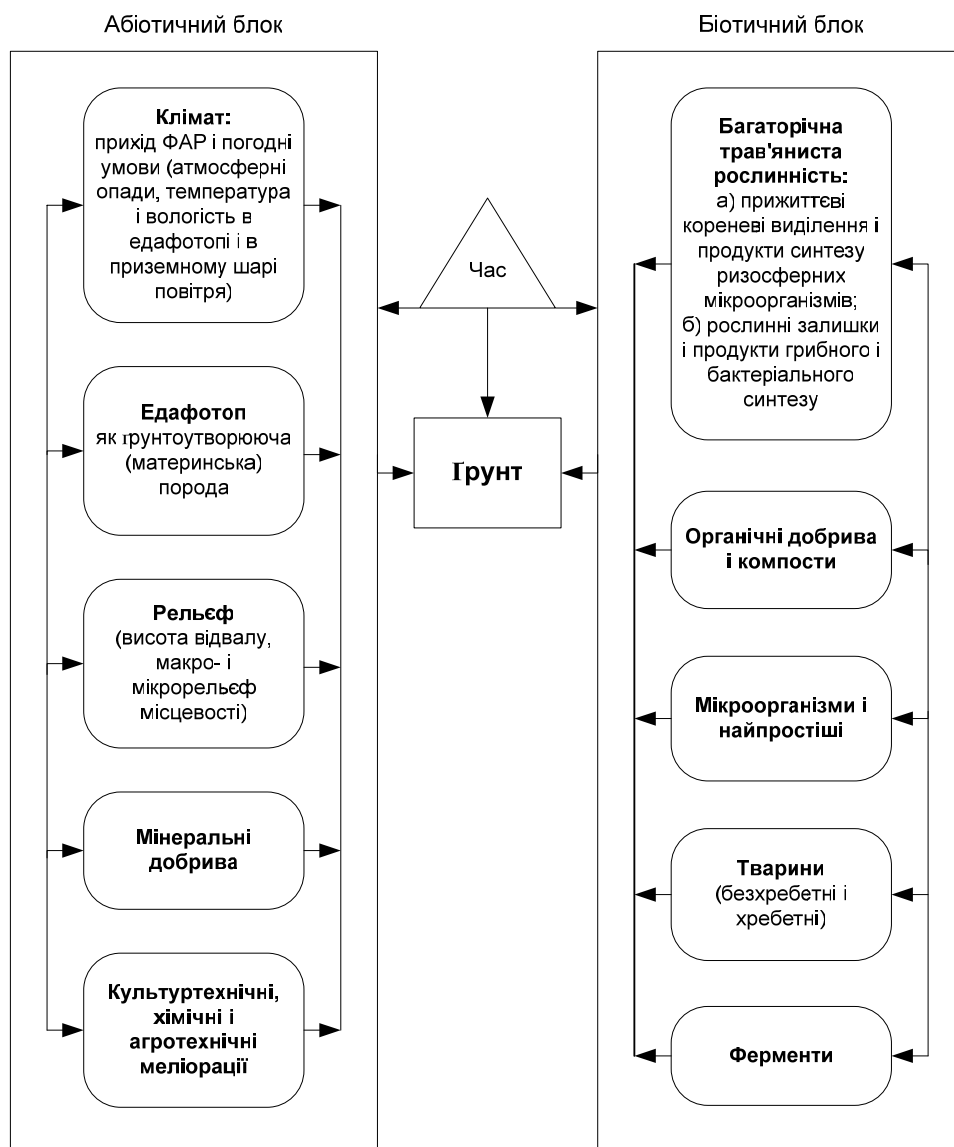 Абіотичний блок
Клімат:
прихід ФАР і погодні
умови (атмосферні
опади, температура
і вологість в
едафотопі і в
приземному шарі
повітря)
Едафотоп
як ґрунтоутворююча
(материнська)
порода
Рельєф
(висота відвалу,
макро- і
мікрорельєф
місцевості)
Мінеральні
добрива
Культуртехнічні,
хімічні і
агротехнічні
меліорації
Час
Ґрунт
Біотичний блок
Багаторічна
трав'яниста
рослинність:
а) прижиттєві
кореневі виділення і
продукти синтезу
ризосферних
мікроорганізмів;
б) рослинні залишки
і продукти грибного і
бактеріального
синтезу
Органічні добрива
і компости
Мікроорганізми і
найпростіші
Тварини
(безхребетні і
хребетні)
Ферменти